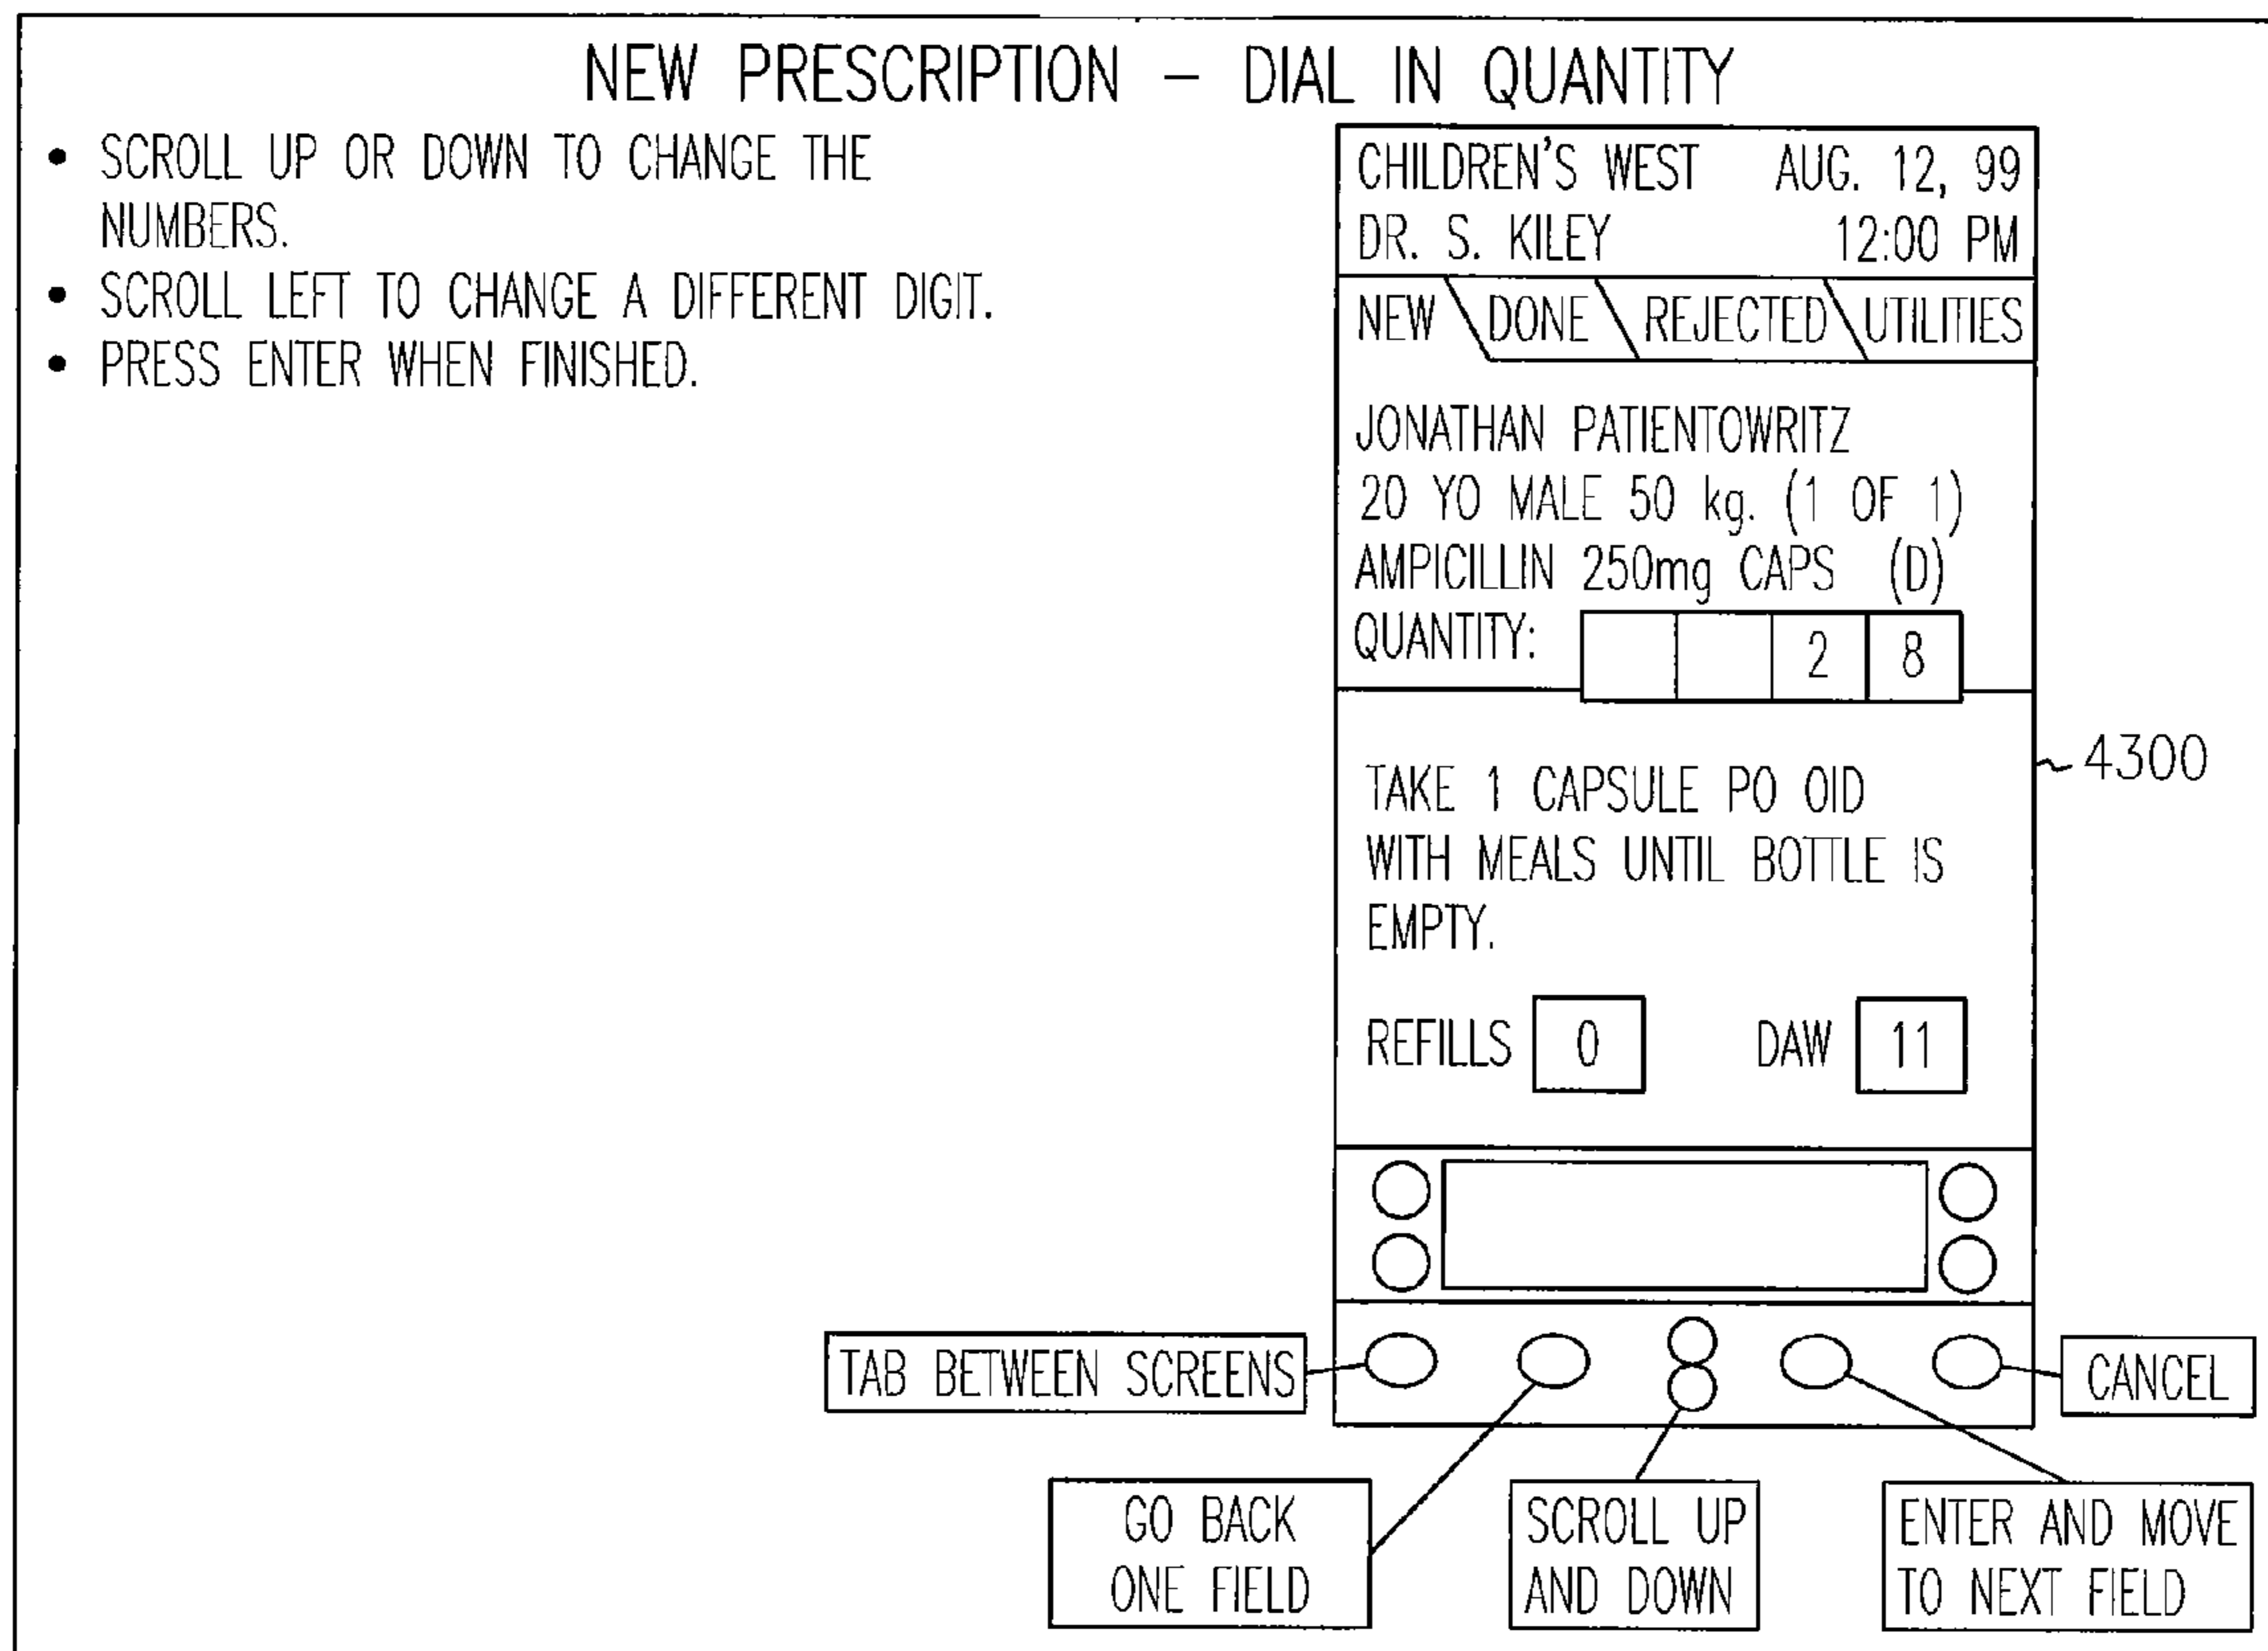 NEW PRESCRIPTION – DIAL IN QUANTITY
• SCROLL UP OR DOWN TO CHANGE THE
NUMBERS.
• SCROLL LEFT TO CHANGE A DIFFERENT DIGIT.
• PRESS ENTER WHEN FINISHED.
CHILDREN'S WEST AUG. 12, 99
DR. S. KILEY 12:00 PM
NEW DONE REJECTED UTILITIES
JONATHAN PATIENTOWRITZ
20 YO MALE 50 kg. (1 OF 1)
AMPICILLIN 250mg CAPS (D)
QUANTITY: 2 8
TAKE 1 CAPSULE PO OID
WITH MEALS UNTIL BOTTLE IS
EMPTY.
REFILLS 0 DAW 11
4300
TAB BETWEEN SCREENS
CANCEL
GO BACK
ONE FIELD
SCROLL UP
AND DOWN
ENTER AND MOVE
TO NEXT FIELD